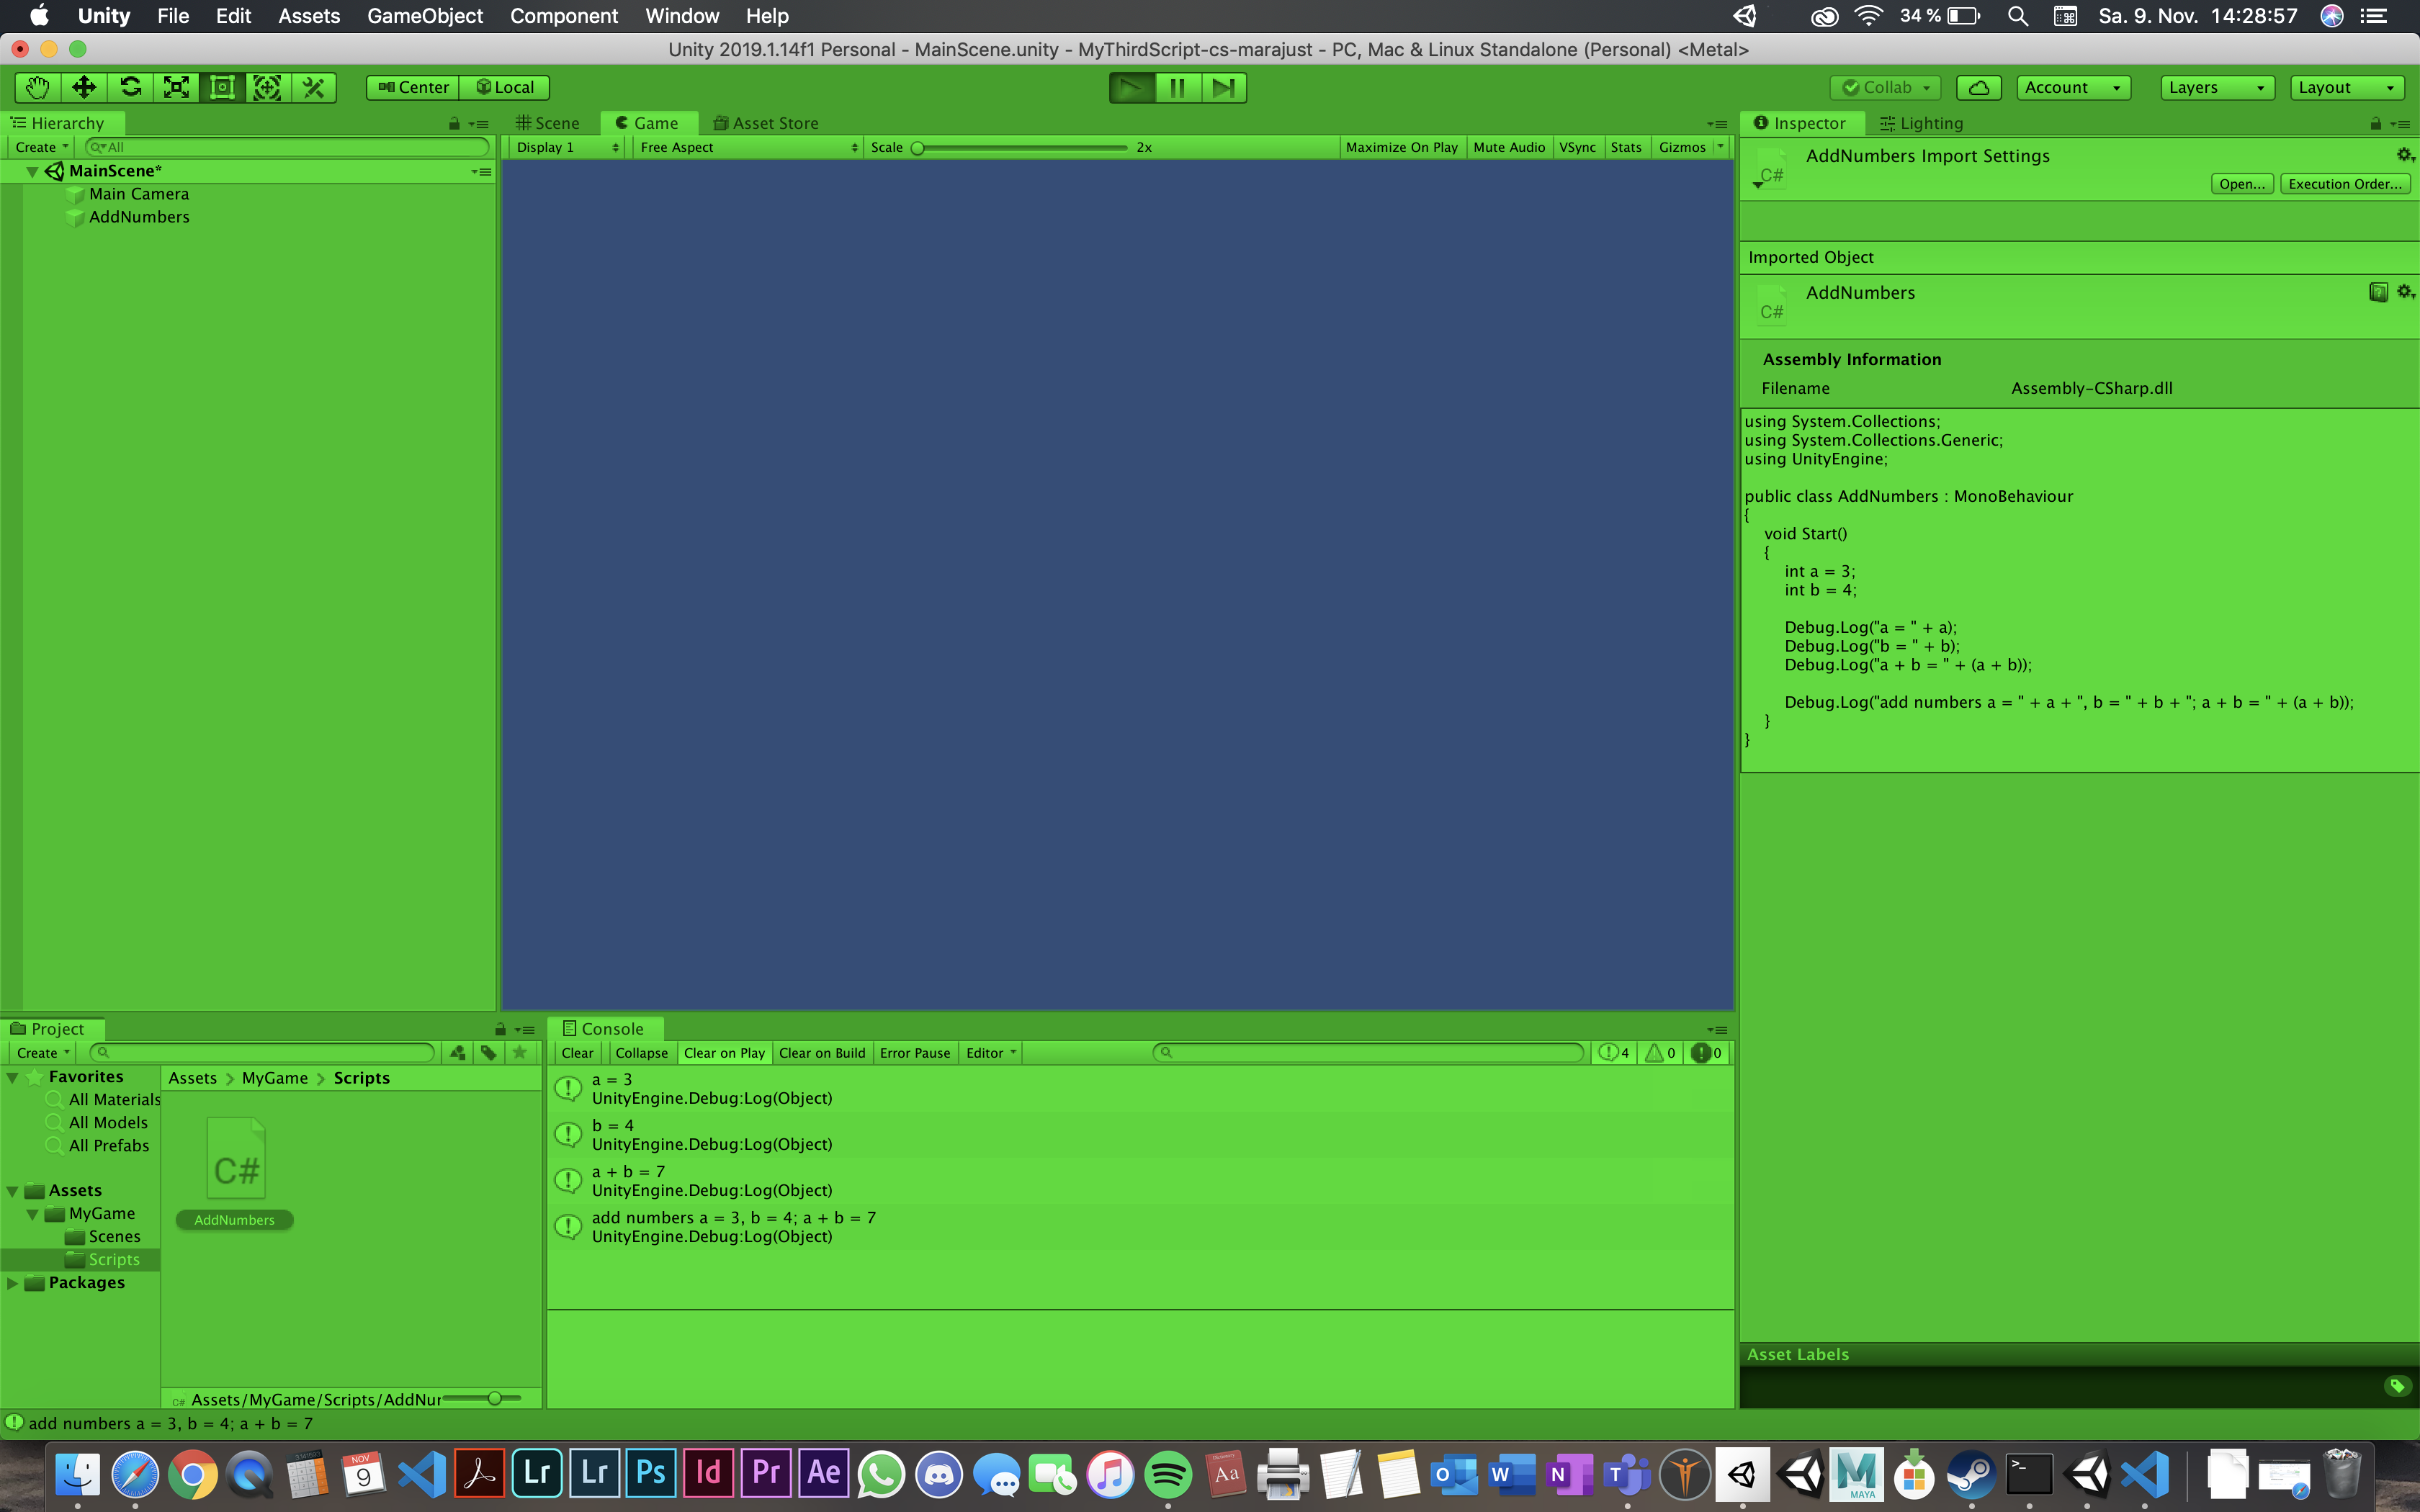 Unity File Edit Assets GameObject Component Window Help 34 % Sa. 9. Nov. 14:28:57
Unity 2019.1.14f1 Personal - MainScene.unity - MyThirdScript-cs-marajust - PC, Mac & Linux Standalone (Personal) <Metal>
Center Local Collab Account Layers Layout
Hierarchy
Create All
MainScene*
Main Camera
AddNumbers
Scene Game Asset Store
Display 1 Free Aspect Scale 2x Maximize On Play Mute Audio VSync Stats Gizmos
Inspector Lighting
C# AddNumbers Import Settings
Open... Execution Order...
Imported Object
C# AddNumbers
Assembly Information
Filename Assembly-CSharp.dll
using System.Collections;
using System.Collections.Generic;
using UnityEngine;
public class AddNumbers : MonoBehaviour
{
void Start()
{
int a = 3;
int b = 4;
Debug.Log("a = " + a);
Debug.Log("b = " + b);
Debug.Log("a + b = " + (a + b));
Debug.Log("add numbers a = " + a + ", b = " + b + "; a + b = " + (a + b));
}
}
Asset Labels
Project
Create
Favorites
All Materials
All Models
All Prefabs
Assets
MyGame
Scenes
Scripts
Packages
Assets > MyGame > Scripts
C#
AddNumbers
C# Assets/MyGame/Scripts/AddNur
Console
Clear Collapse Clear on Play Clear on Build Error Pause Editor 4 0 0
a = 3
UnityEngine.Debug:Log(Object)
b = 4
UnityEngine.Debug:Log(Object)
a + b = 7
UnityEngine.Debug:Log(Object)
add numbers a = 3, b = 4; a + b = 7
UnityEngine.Debug:Log(Object)
add numbers a = 3, b = 4; a + b = 7
NOV 9 Lr Lr Ps Id Pr Ae Aa O W N T M MAYA >_